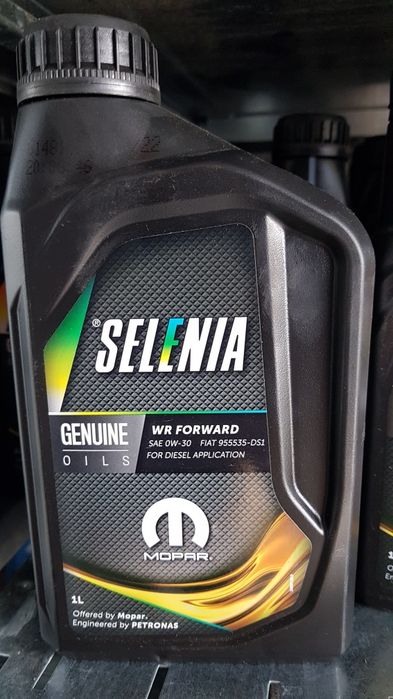 ® SELENIA
GENUINE
OILS
WR FORWARD
SAE 0W-30 FIAT 955535-DS1
FOR DIESEL APPLICATION
MOPAR.
1L
Offered by Mopar.
Engineered by PETRONAS